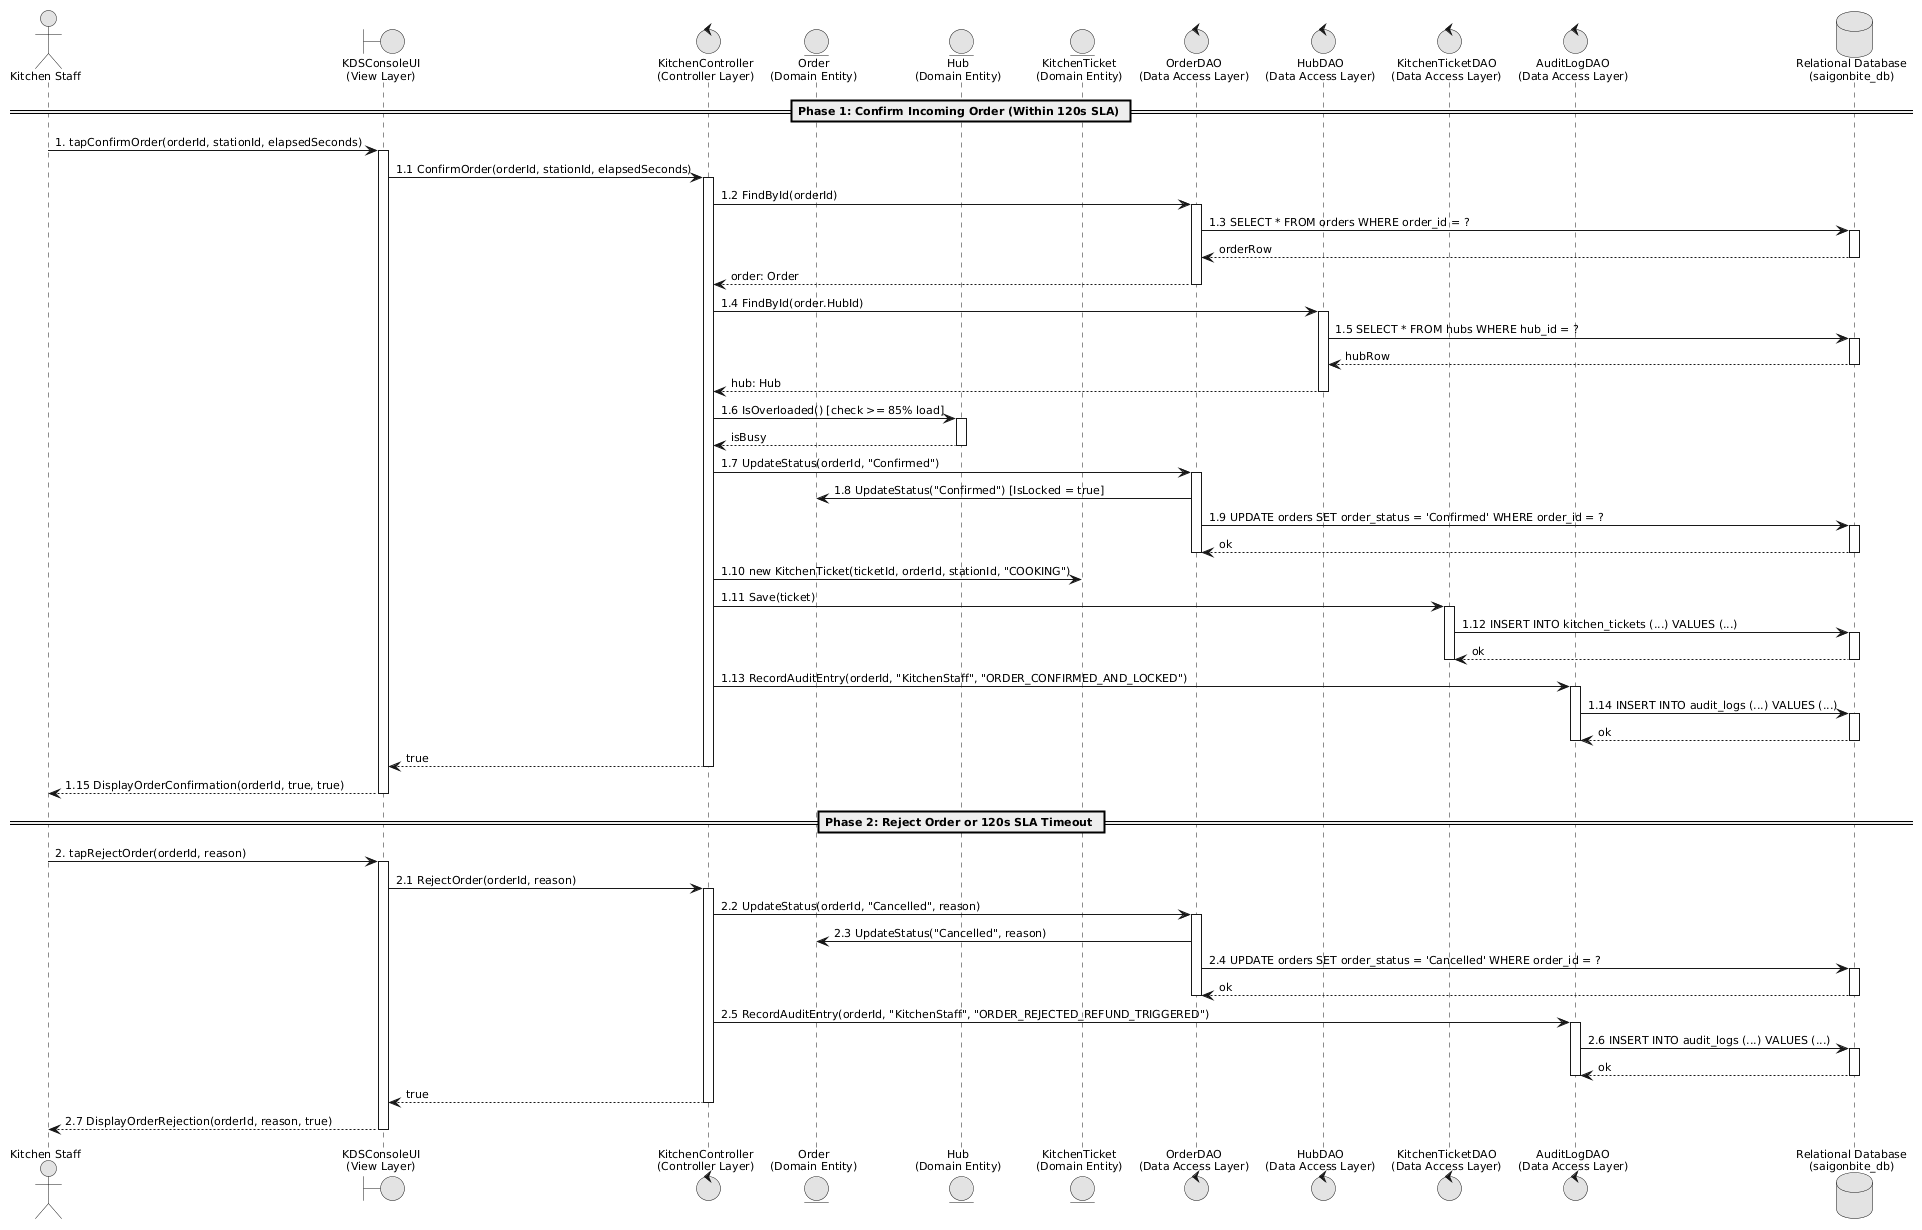 Kitchen Staff
KDSConsoleUI
(View Layer)
KitchenController
(Controller Layer)
Order
(Domain Entity)
Hub
(Domain Entity)
KitchenTicket
(Domain Entity)
OrderDAO
(Data Access Layer)
HubDAO
(Data Access Layer)
KitchenTicketDAO
(Data Access Layer)
AuditLogDAO
(Data Access Layer)
Relational Database
(saigonbite_db)
Phase 1: Confirm Incoming Order (Within 120s SLA)
1. tapConfirmOrder(orderId, stationId, elapsedSeconds)
1.1 ConfirmOrder(orderId, stationId, elapsedSeconds)
1.2 FindById(orderId)
1.3 SELECT * FROM orders WHERE order_id = ?
orderRow
order: Order
1.4 FindById(order.HubId)
1.5 SELECT * FROM hubs WHERE hub_id = ?
hubRow
hub: Hub
1.6 IsOverloaded() [check >= 85% load]
isBusy
1.7 UpdateStatus(orderId, "Confirmed")
1.8 UpdateStatus("Confirmed") [IsLocked = true]
1.9 UPDATE orders SET order_status = 'Confirmed' WHERE order_id = ?
ok
1.10 new KitchenTicket(ticketId, orderId, stationId, "COOKING")
1.11 Save(ticket)
1.12 INSERT INTO kitchen_tickets (...) VALUES (...)
ok
1.13 RecordAuditEntry(orderId, "KitchenStaff", "ORDER_CONFIRMED_AND_LOCKED")
1.14 INSERT INTO audit_logs (...) VALUES (...)
ok
true
1.15 DisplayOrderConfirmation(orderId, true, true)
Phase 2: Reject Order or 120s SLA Timeout
2. tapRejectOrder(orderId, reason)
2.1 RejectOrder(orderId, reason)
2.2 UpdateStatus(orderId, "Cancelled", reason)
2.3 UpdateStatus("Cancelled", reason)
2.4 UPDATE orders SET order_status = 'Cancelled' WHERE order_id = ?
ok
2.5 RecordAuditEntry(orderId, "KitchenStaff", "ORDER_REJECTED_REFUND_TRIGGERED")
2.6 INSERT INTO audit_logs (...) VALUES (...)
ok
true
2.7 DisplayOrderRejection(orderId, reason, true)
Kitchen Staff
KDSConsoleUI
(View Layer)
KitchenController
(Controller Layer)
Order
(Domain Entity)
Hub
(Domain Entity)
KitchenTicket
(Domain Entity)
OrderDAO
(Data Access Layer)
HubDAO
(Data Access Layer)
KitchenTicketDAO
(Data Access Layer)
AuditLogDAO
(Data Access Layer)
Relational Database
(saigonbite_db)